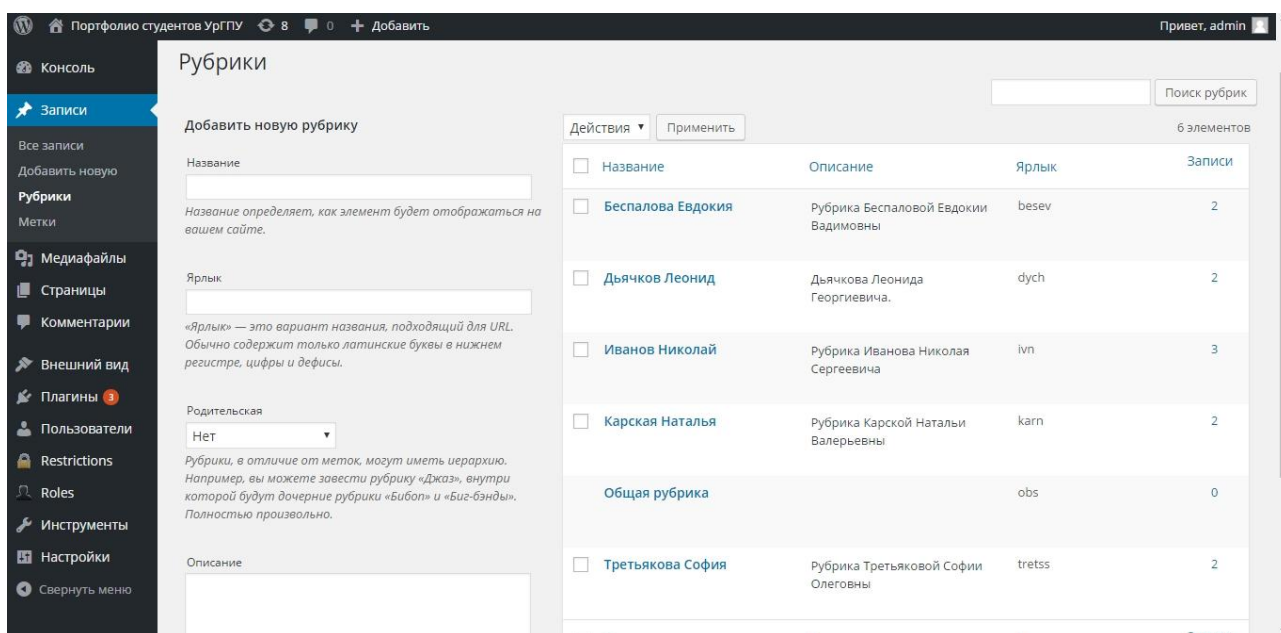 Портфолио студентов УрГПУ 8 0 + Добавить Привет, admin
Консоль
Записи
Все записи
Добавить новую
Рубрики
Метки
Медиафайлы
Страницы
Комментарии
Внешний вид
Плагины 3
Пользователи
Restrictions
Roles
Инструменты
Настройки
Свернуть меню
Рубрики
Поиск рубрик
Добавить новую рубрику
Название
Название определяет, как элемент будет отображаться на
вашем сайте.
Ярлык
«Ярлык» — это вариант названия, подходящий для URL.
Обычно содержит только латинские буквы в нижнем
регистре, цифры и дефисы.
Родительская
Нет
Рубрики, в отличие от меток, могут иметь иерархию.
Например, вы можете завести рубрику «Джаз», внутри
которой будут дочерние рубрики «Бибоп» и «Биг-бэнды».
Полностью произвольно.
Описание
Действия Применить 6 элементов
Название Описание Ярлык Записи
Беспалова Евдокия Рубрика Беспаловой Евдокии besev 2
Вадимовны
Дьячков Леонид Дьячкова Леонида dych 2
Георгиевича.
Иванов Николай Рубрика Иванова Николая ivn 3
Сергеевича
Карская Наталья Рубрика Карской Натальи karn 2
Валерьевны
Общая рубрика obs 0
Третьякова София Рубрика Третьяковой Софии tretss 2
Олеговны